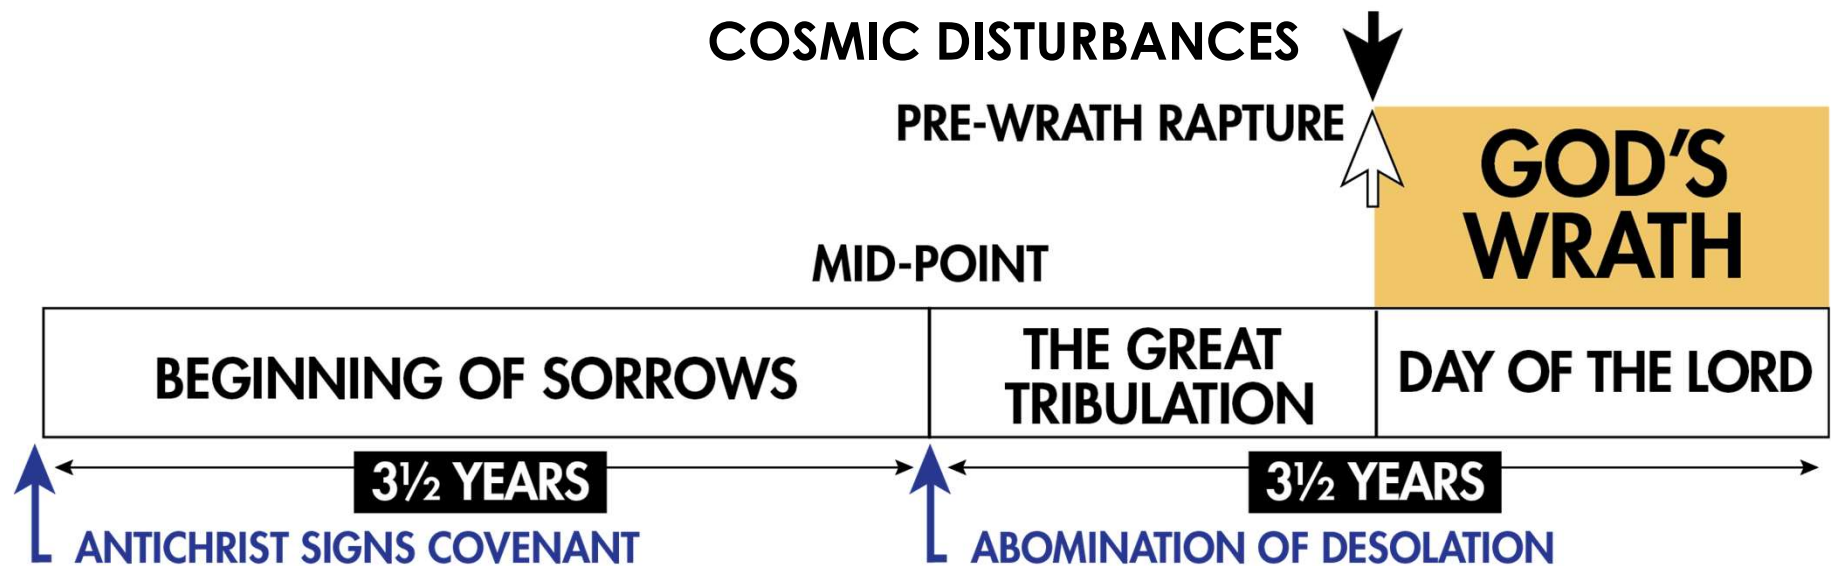 COSMIC DISTURBANCES
PRE-WRATH RAPTURE
GOD'S
WRATH
MID-POINT
BEGINNING OF SORROWS
THE GREAT
TRIBULATION
DAY OF THE LORD
3½ YEARS
3½ YEARS
ANTICHRIST SIGNS COVENANT
ABOMINATION OF DESOLATION